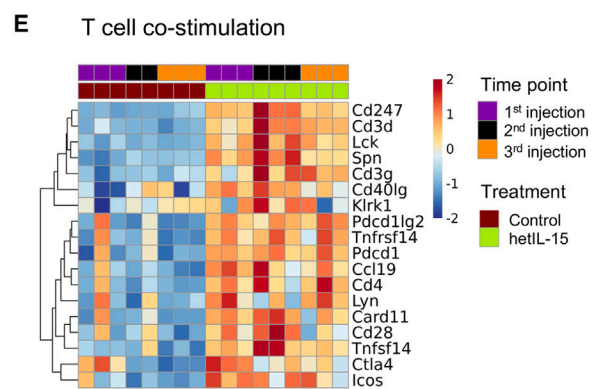 E
T cell co-stimulation
Cd247
Cd3d
Lck
Spn
Cd3g
Cd40lg
Klrk1
Pdcd1lg2
Tnfrsf14
Pdcd1
Ccl19
Cd4
Lyn
Card11
Cd28
Tnfsf14
Ctla4
Icos
2
1
0
-1
-2
Time point
1st injection
2nd injection
3rd injection
Treatment
Control
hetIL-15